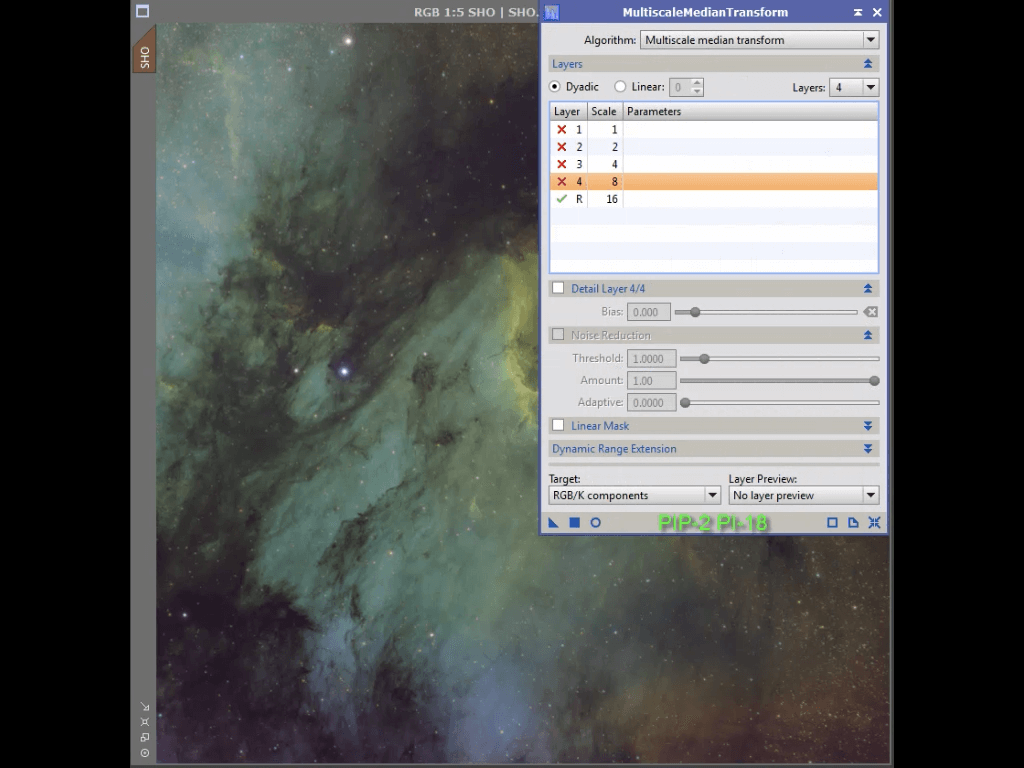 RGB 1:5 SHO | SHO.
SHO
MultiscaleMedianTransform
Algorithm: Multiscale median transform
Layers
Dyadic Linear: 0 Layers: 4
Layer Scale Parameters
1 1
2 2
3 4
4 8
R 16
Detail Layer 4/4
Bias: 0.000
Noise Reduction
Threshold: 1.0000
Amount: 1.00
Adaptive: 0.0000
Linear Mask
Dynamic Range Extension
Target: Layer Preview:
RGB/K components No layer preview
PIP-2 PI-18